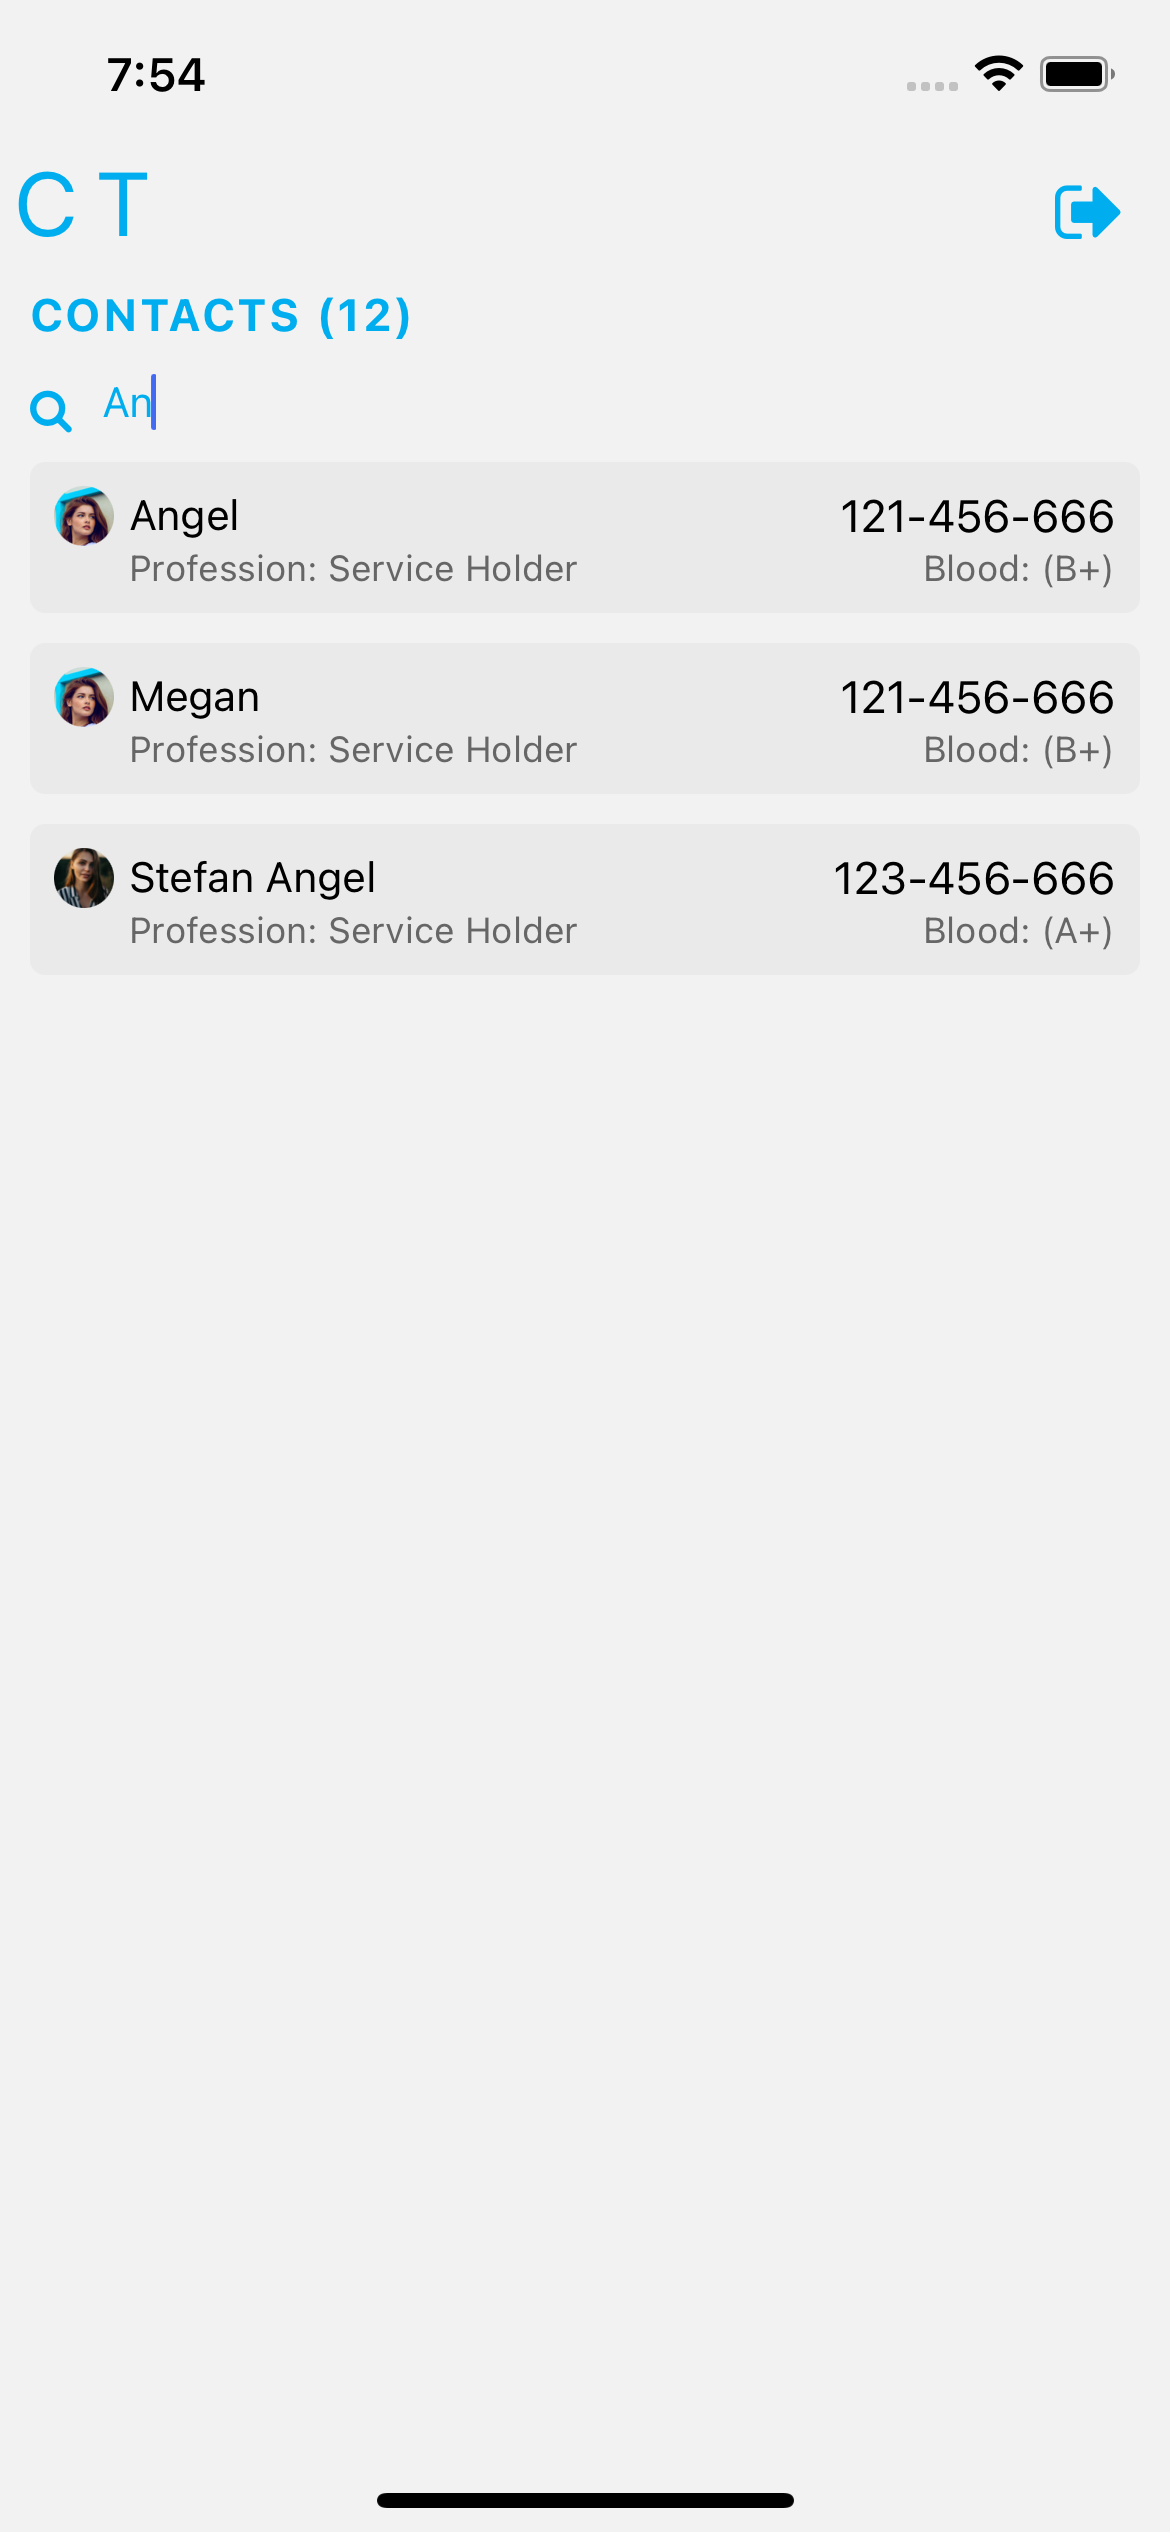 7:54
C T
CONTACTS (12)
An
Angel 121-456-666
Profession: Service Holder Blood: (B+)
Megan 121-456-666
Profession: Service Holder Blood: (B+)
Stefan Angel 123-456-666
Profession: Service Holder Blood: (A+)